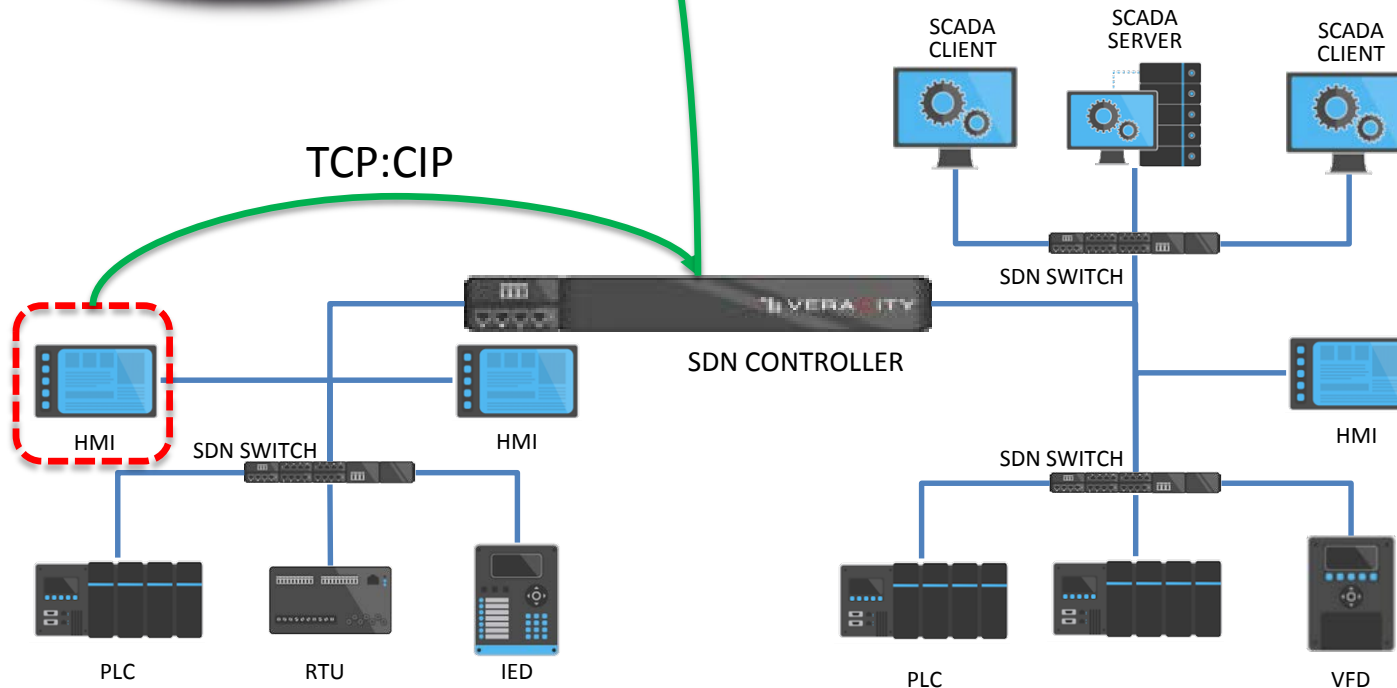 SCADA
CLIENT
SCADA
SERVER
SCADA
CLIENT
TCP:CIP
SDN SWITCH
VERACITY
SDN CONTROLLER
HMI
HMI
HMI
SDN SWITCH
SDN SWITCH
PLC
RTU
IED
PLC
VFD